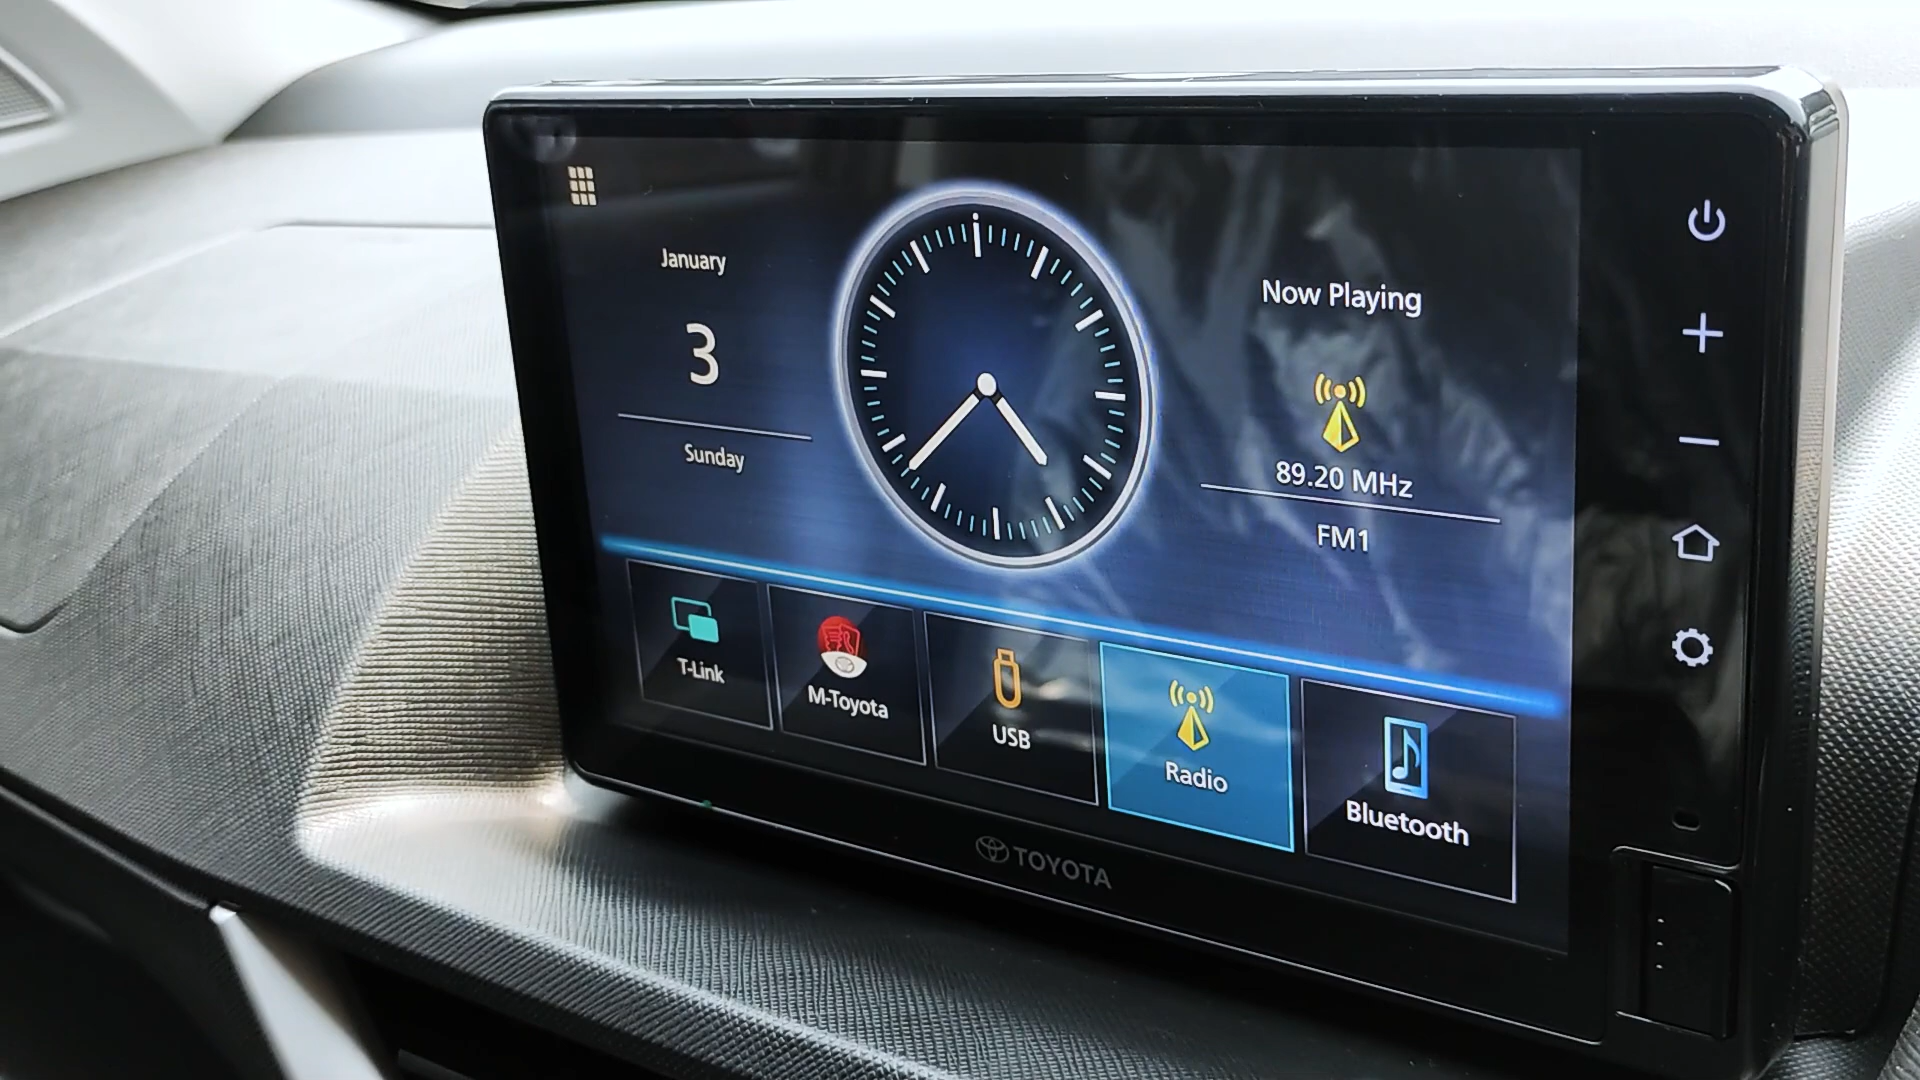 January
3
Sunday
Now Playing
89.20 MHz
FM1
T-Link
M-Toyota
USB
Radio
Bluetooth
TOYOTA